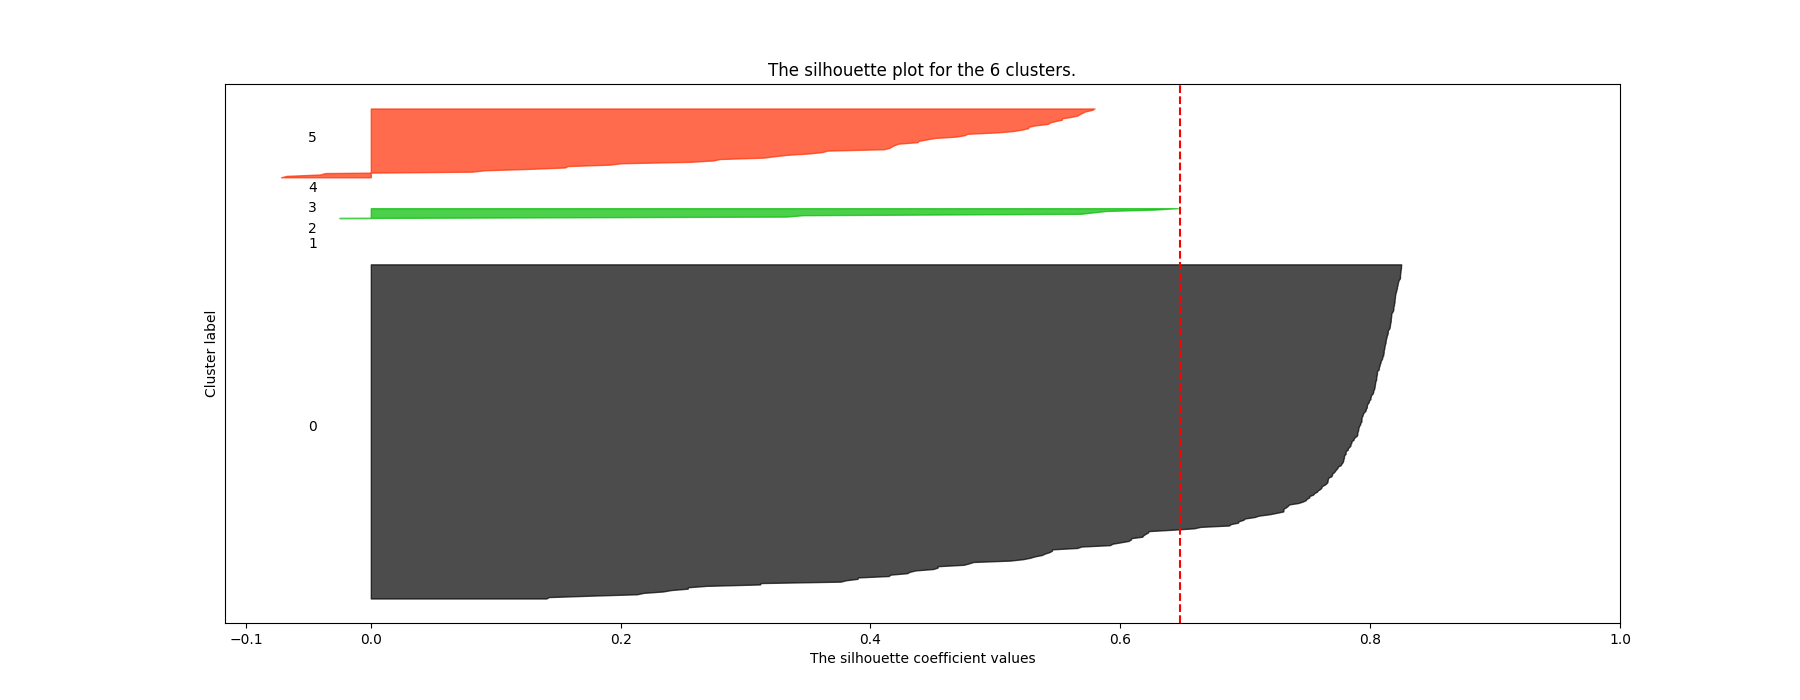 The silhouette plot for the 6 clusters.
5
4
3
2
1
0
Cluster label
−0.1 0.0 0.2 0.4 0.6 0.8 1.0
The silhouette coefficient values